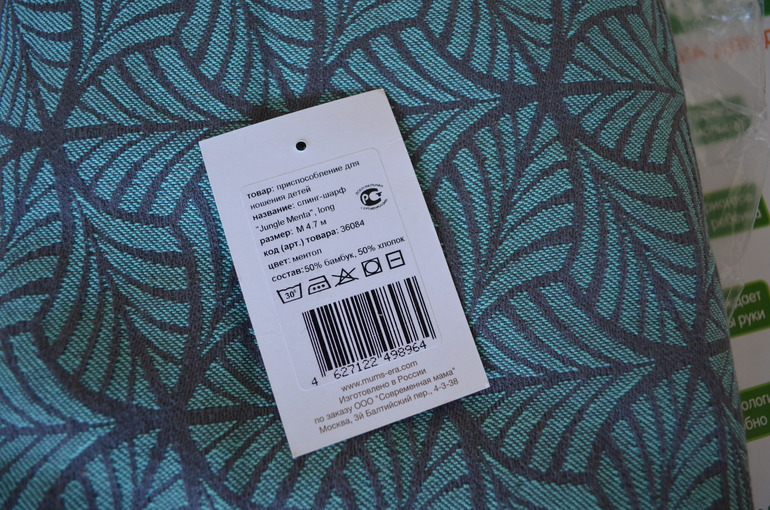 товар: приспособление для
ношения детей
название: слинг-шарф
"Jungle Menta", long
размер: М 4.7 м
код (арт.) товара: 36084
цвет: ментол
состав: 50% бамбук, 50% хлопок
30°
4 627122 498964
www.mums-era.com
Изготовлено в России
по заказу ООО "Современная мама"
Москва, 3й Балтийский пер., 4-3-38
дает
ы руки